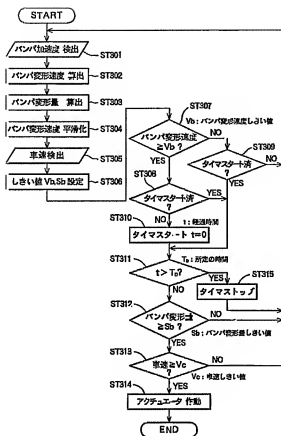 START
バンパ加速度 検出
ST301
バンパ変形速度 算出
ST302
バンパ変形量 算出
ST303
バンパ変形速度 平滑化
ST304
車速検出
ST305
しきい値 Vb,Sb 設定
ST306
ST307
Vb:バンパ変形速度しきい値
バンパ変形速度
≧Vb?
NO
YES
ST309
タイマスタート済
?
NO
YES
ST308
タイマスタート済
?
YES
NO
t:経過時間
ST310
タイマスタート t=0
ST311
T₀:所定の時間
t>T₀?
YES
ST315
タイマストップ
NO
ST312
バンパ変形量
≧Sb?
NO
Sb:バンパ変形量しきい値
YES
ST313
車速≧Vc
?
NO
Vc:車速しきい値
YES
ST314
アクチュエータ 作動
END